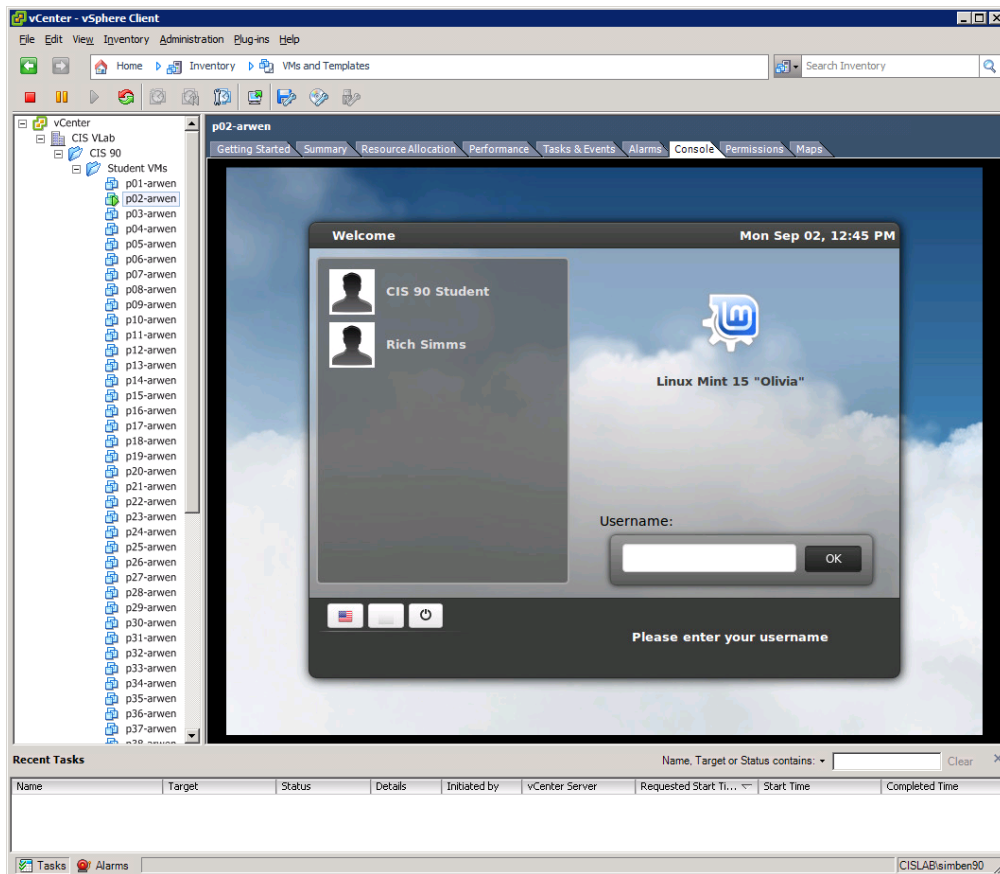 vCenter - vSphere Client
File Edit View Inventory Administration Plug-ins Help
Home Inventory VMs and Templates Search Inventory
vCenter
CIS VLab
CIS 90
Student VMs
p01-arwen
p02-arwen
p03-arwen
p04-arwen
p05-arwen
p06-arwen
p07-arwen
p08-arwen
p09-arwen
p10-arwen
p11-arwen
p12-arwen
p13-arwen
p14-arwen
p15-arwen
p16-arwen
p17-arwen
p18-arwen
p19-arwen
p20-arwen
p21-arwen
p22-arwen
p23-arwen
p24-arwen
p25-arwen
p26-arwen
p27-arwen
p28-arwen
p29-arwen
p30-arwen
p31-arwen
p32-arwen
p33-arwen
p34-arwen
p35-arwen
p36-arwen
p37-arwen
p38-arwen
p02-arwen
Getting Started Summary Resource Allocation Performance Tasks & Events Alarms Console Permissions Maps
Welcome Mon Sep 02, 12:45 PM
CIS 90 Student
Rich Simms
Linux Mint 15 "Olivia"
Username:
OK
Please enter your username
Recent Tasks Name, Target or Status contains: Clear
Name Target Status Details Initiated by vCenter Server Requested Start Ti... Start Time Completed Time
Tasks Alarms CISLAB\simben90